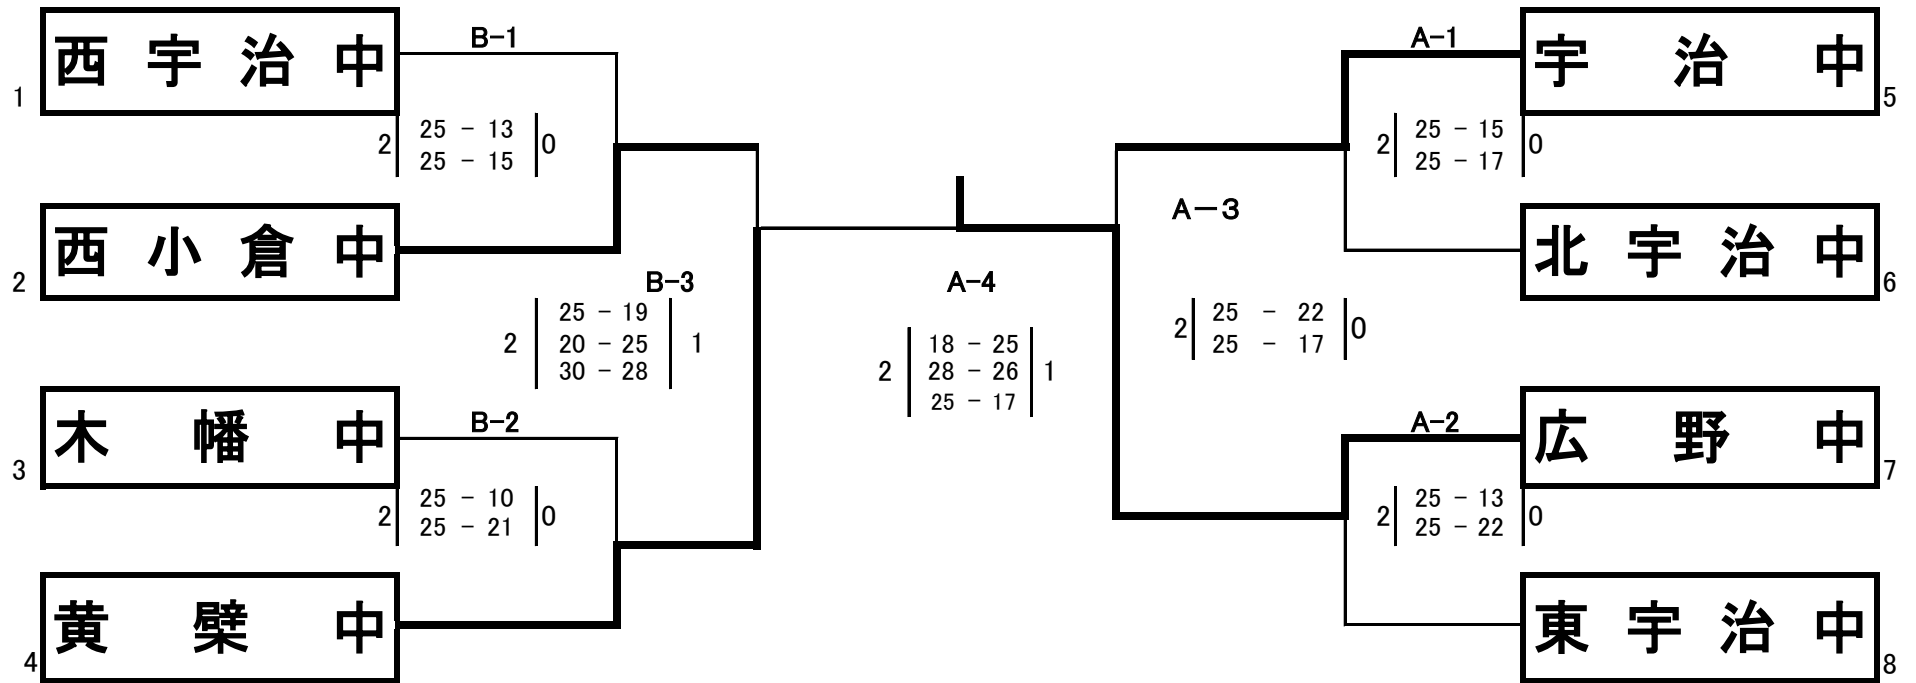 西宇治中
1
B-1
2 25 - 13 0
25 - 15
西小倉中
2
B-3
2 25 - 19 1
20 - 25
30 - 28
木幡中
3
B-2
2 25 - 10 0
25 - 21
黄檗中
4
A-4
18 - 25
2 28 - 26 1
25 - 17
宇治中
5
A-1
2 25 - 15 0
25 - 17
A－3
2 25 - 22 0
25 - 17
北宇治中
6
広野中
7
A-2
2 25 - 13 0
25 - 22
東宇治中
8